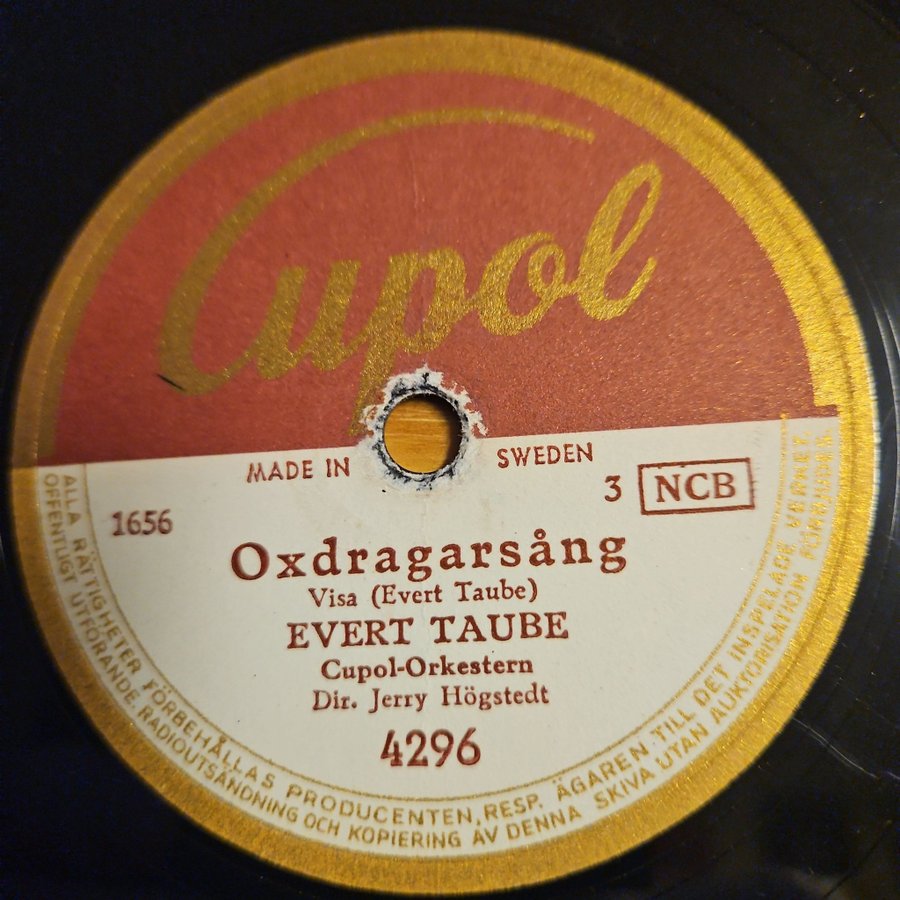 Cupol
MADE IN SWEDEN
3 NCB
1656
Oxdragarsång
Visa (Evert Taube)
EVERT TAUBE
Cupol-Orkestern
Dir. Jerry Högstedt
4296
ALLA RÄTTIGHETER FÖRBEHÅLLAS PRODUCENTEN, RESP. ÄGAREN TILL DET INSPELADE VERKET.
OFFENTLIGT UTFÖRANDE, RADIOUTSÄNDNING OCH KOPIERING AV DENNA SKIVA UTAN AUKTORISATION FÖRBJUDEN.